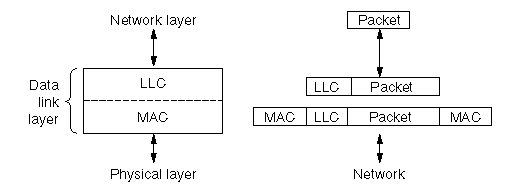 Network layer
Packet
Data
link
layer
LLC
MAC
LLC Packet
MAC LLC Packet MAC
Physical layer
Network